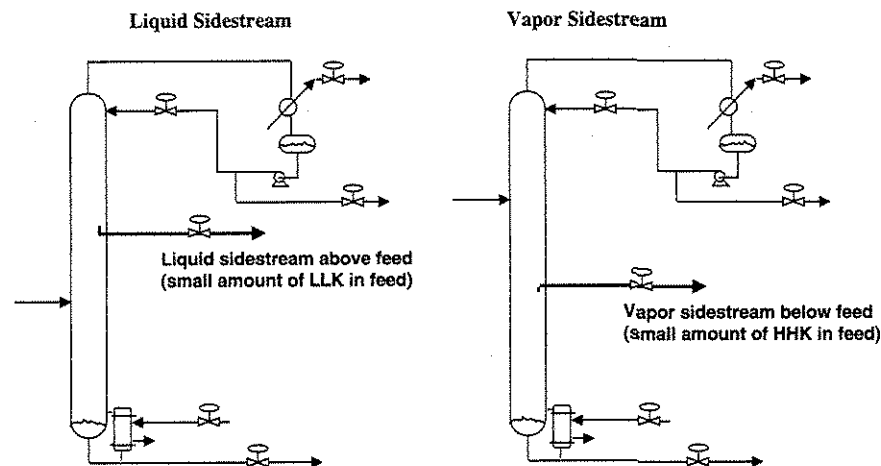 Liquid Sidestream
Vapor Sidestream
Liquid sidestream above feed
(small amount of LLK in feed)
Vapor sidestream below feed
(small amount of HHK in feed)